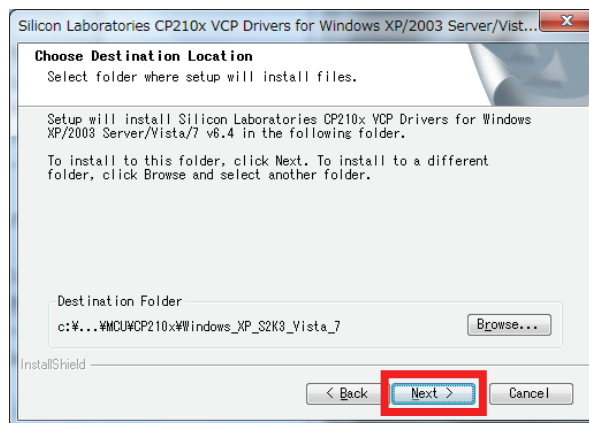 Silicon Laboratories CP210x VCP Drivers for Windows XP/2003 Server/Vist...
Choose Destination Location
Select folder where setup will install files.
Setup will install Silicon Laboratories CP210x VCP Drivers for Windows
XP/2003 Server/Vista/7 v6.4 in the following folder.
To install to this folder, click Next. To install to a different
folder, click Browse and select another folder.
Destination Folder
c:¥...¥MCU¥CP210x¥Windows_XP_S2K3_Vista_7
Browse...
InstallShield
< Back
Next >
Cancel